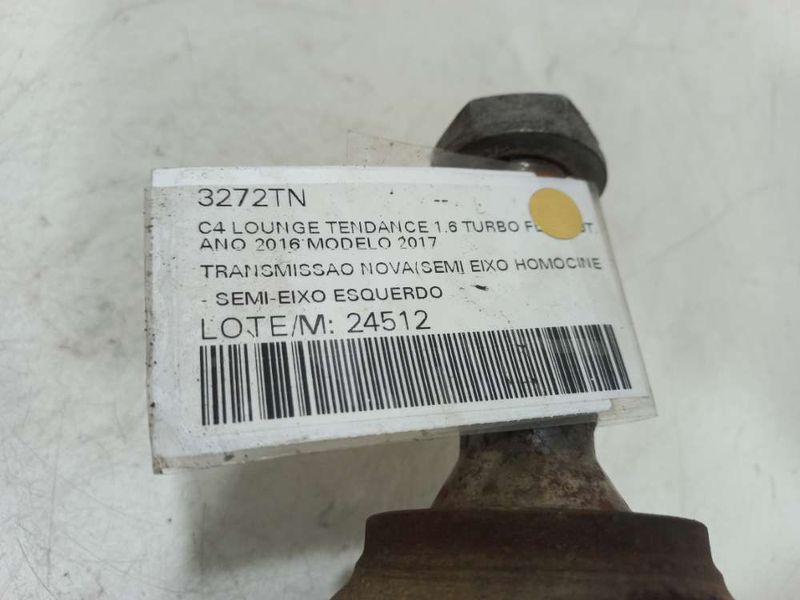 3272TN --
C4 LOUNGE TENDANCE 1.6 TURBO
ANO 2016 MODELO 2017
TRANSMISSAO NOVA(SEMI EIXO HOMOCINE
- SEMI-EIXO ESQUERDO
LOTE/M: 24512